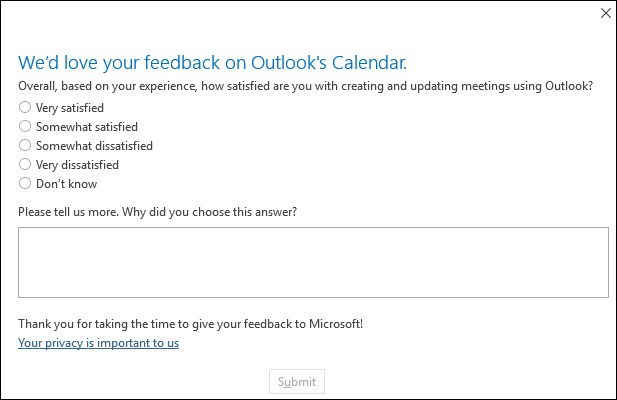 We'd love your feedback on Outlook's Calendar.
Overall, based on your experience, how satisfied are you with creating and updating meetings using Outlook?
Very satisfied
Somewhat satisfied
Somewhat dissatisfied
Very dissatisfied
Don't know
Please tell us more. Why did you choose this answer?
Thank you for taking the time to give your feedback to Microsoft!
Your privacy is important to us
Submit